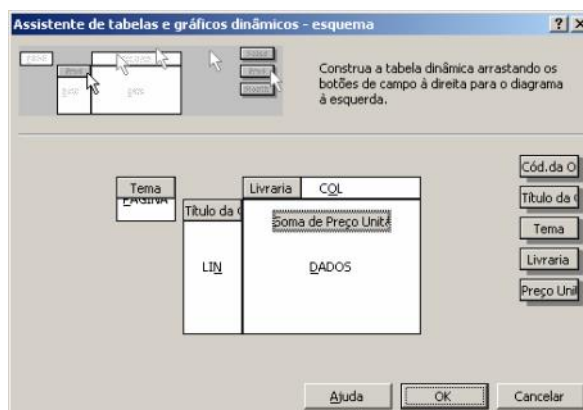 Assistente de tabelas e gráficos dinâmicos - esquema
Construa a tabela dinâmica arrastando os
botões de campo à direita para o diagrama
à esquerda.
Tema
PÁGINA
Livraria
COL
Título da
Soma de Preço Unit
LIN
DADOS
Cód.da O
Título da
Tema
Livraria
Preço Uni
Ajuda
OK
Cancelar